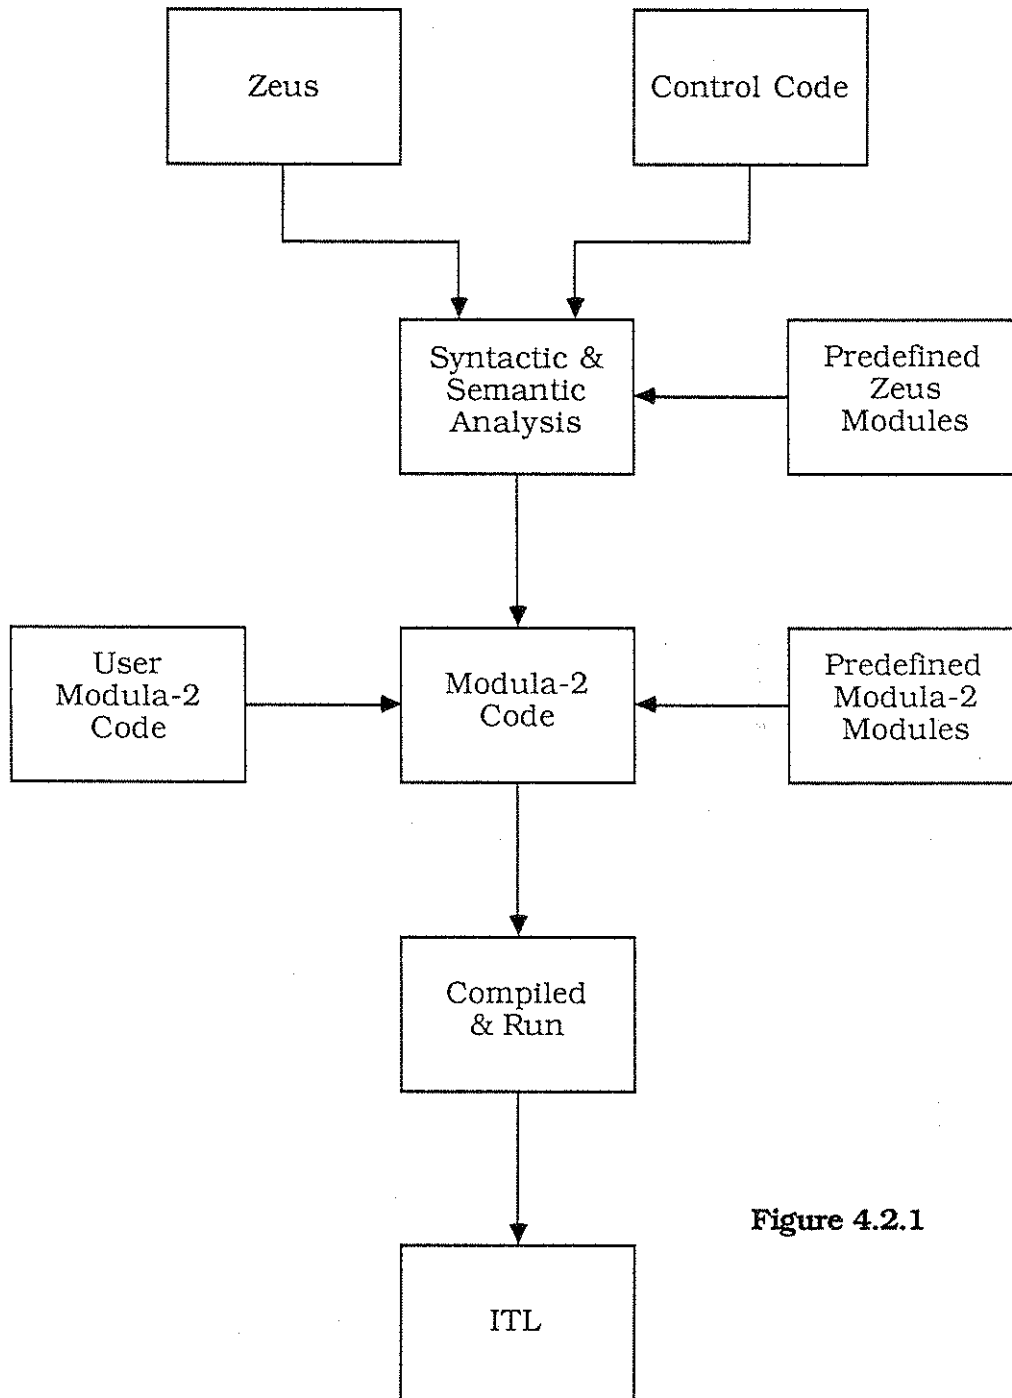 Zeus
Control Code
Syntactic &
Semantic
Analysis
Predefined
Zeus
Modules
User
Modula-2
Code
Modula-2
Code
Predefined
Modula-2
Modules
Compiled
& Run
Figure 4.2.1
ITL